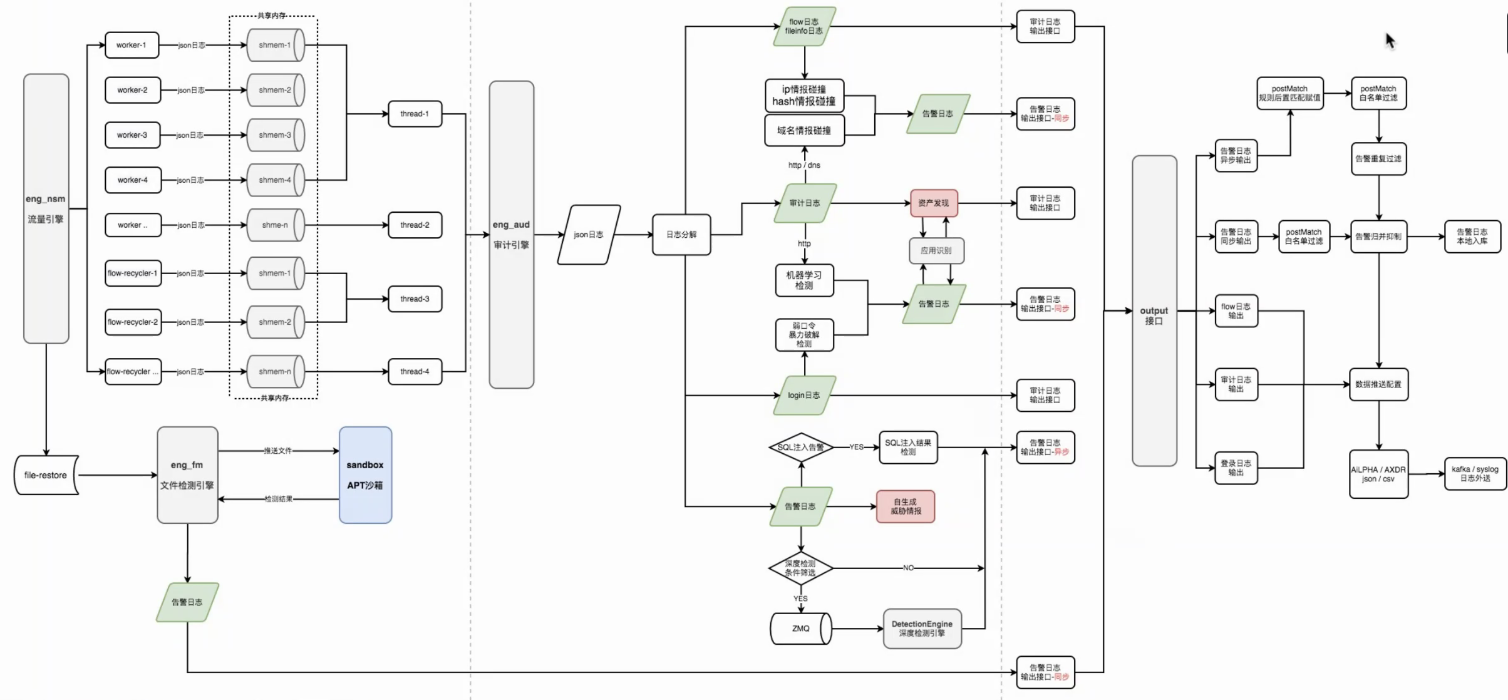 共享内存
worker-1
json日志
shmem-1
worker-2
json日志
shmem-2
worker-3
json日志
shmem-3
worker-4
json日志
shmem-4
worker ..
json日志
shme-n
flow-recycler-1
json日志
shmem-1
flow-recycler-2
json日志
shmem-2
flow-recycler ...
json日志
shmem-n
共享内存
eng_nsm
流量引擎
thread-1
thread-2
thread-3
thread-4
file-restore
eng_fm
文件检测引擎
推送文件
检测结果
sandbox
APT沙箱
告警日志
eng_aud
审计引擎
json日志
日志分解
flow日志
fileinfo日志
ip情报碰撞
hash情报碰撞
域名情报碰撞
告警日志
http / dns
审计日志
资产发现
应用识别
http
机器学习
检测
告警日志
弱口令
暴力破解
检测
login日志
SQL注入告警
YES
SQL注入结果
检测
告警日志
自生成
威胁情报
深度检测
条件筛选
NO
YES
ZMQ
DetectionEngine
深度检测引擎
审计日志
输出接口
告警日志
输出接口-同步
审计日志
输出接口
告警日志
输出接口-同步
审计日志
输出接口
告警日志
输出接口-异步
告警日志
输出接口-同步
output
接口
告警日志
异步输出
postMatch
规则后置匹配赋值
postMatch
白名单过滤
告警重复过滤
告警日志
同步输出
postMatch
白名单过滤
告警归并抑制
告警日志
本地入库
flow日志
输出
审计日志
输出
数据推送配置
登录日志
输出
AiLPHA / AXDR
json / csv
kafka / syslog
日志外送